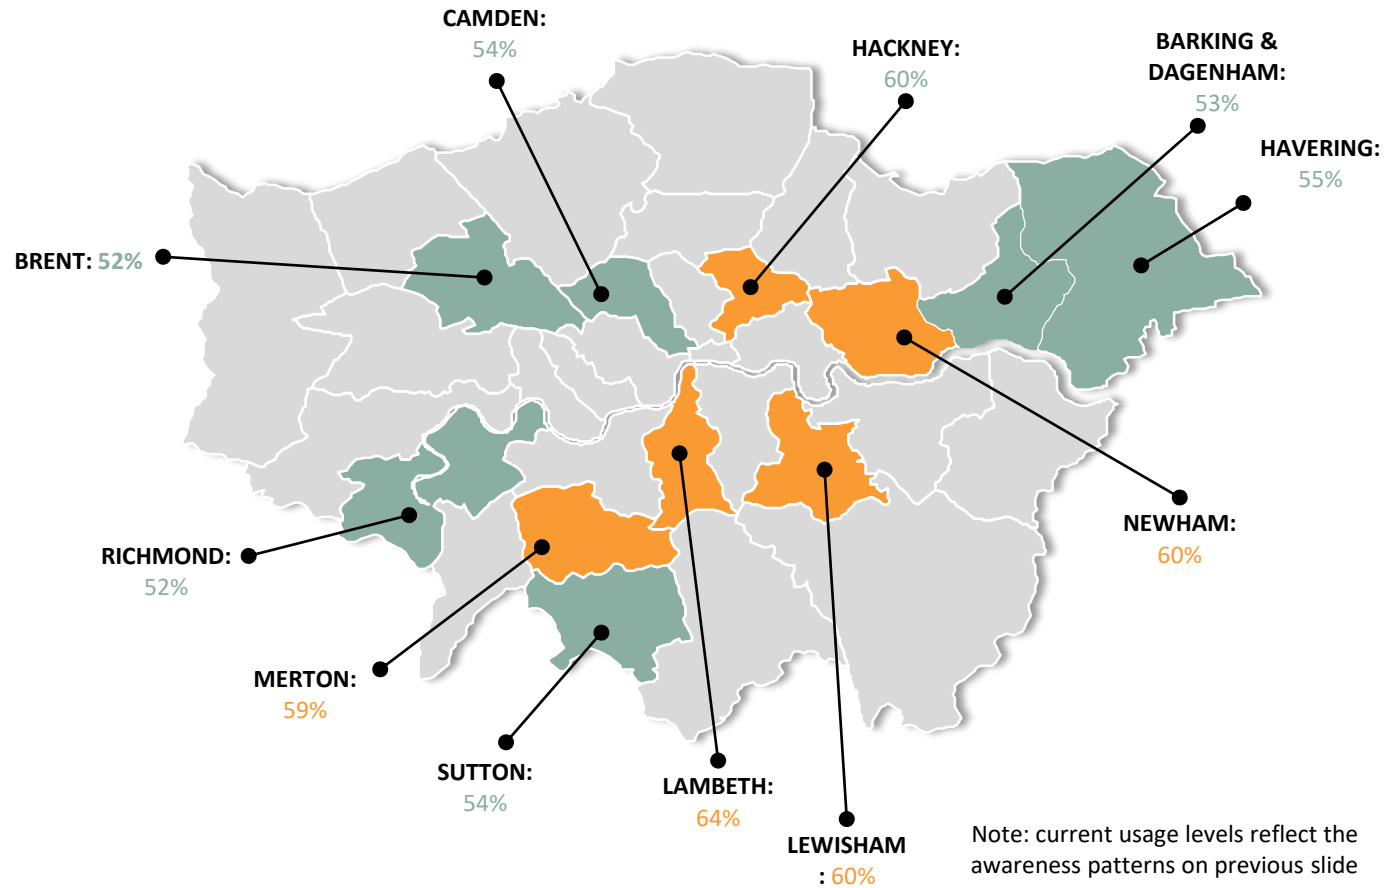 CAMDEN:
54%
HACKNEY:
60%
BARKING &
DAGENHAM:
53%
HAVERING:
55%
BRENT: 52%
NEWHAM:
60%
RICHMOND:
52%
MERTON:
59%
SUTTON:
54%
LAMBETH:
64%
LEWISHAM
: 60%
Note: current usage levels reflect the
awareness patterns on previous slide